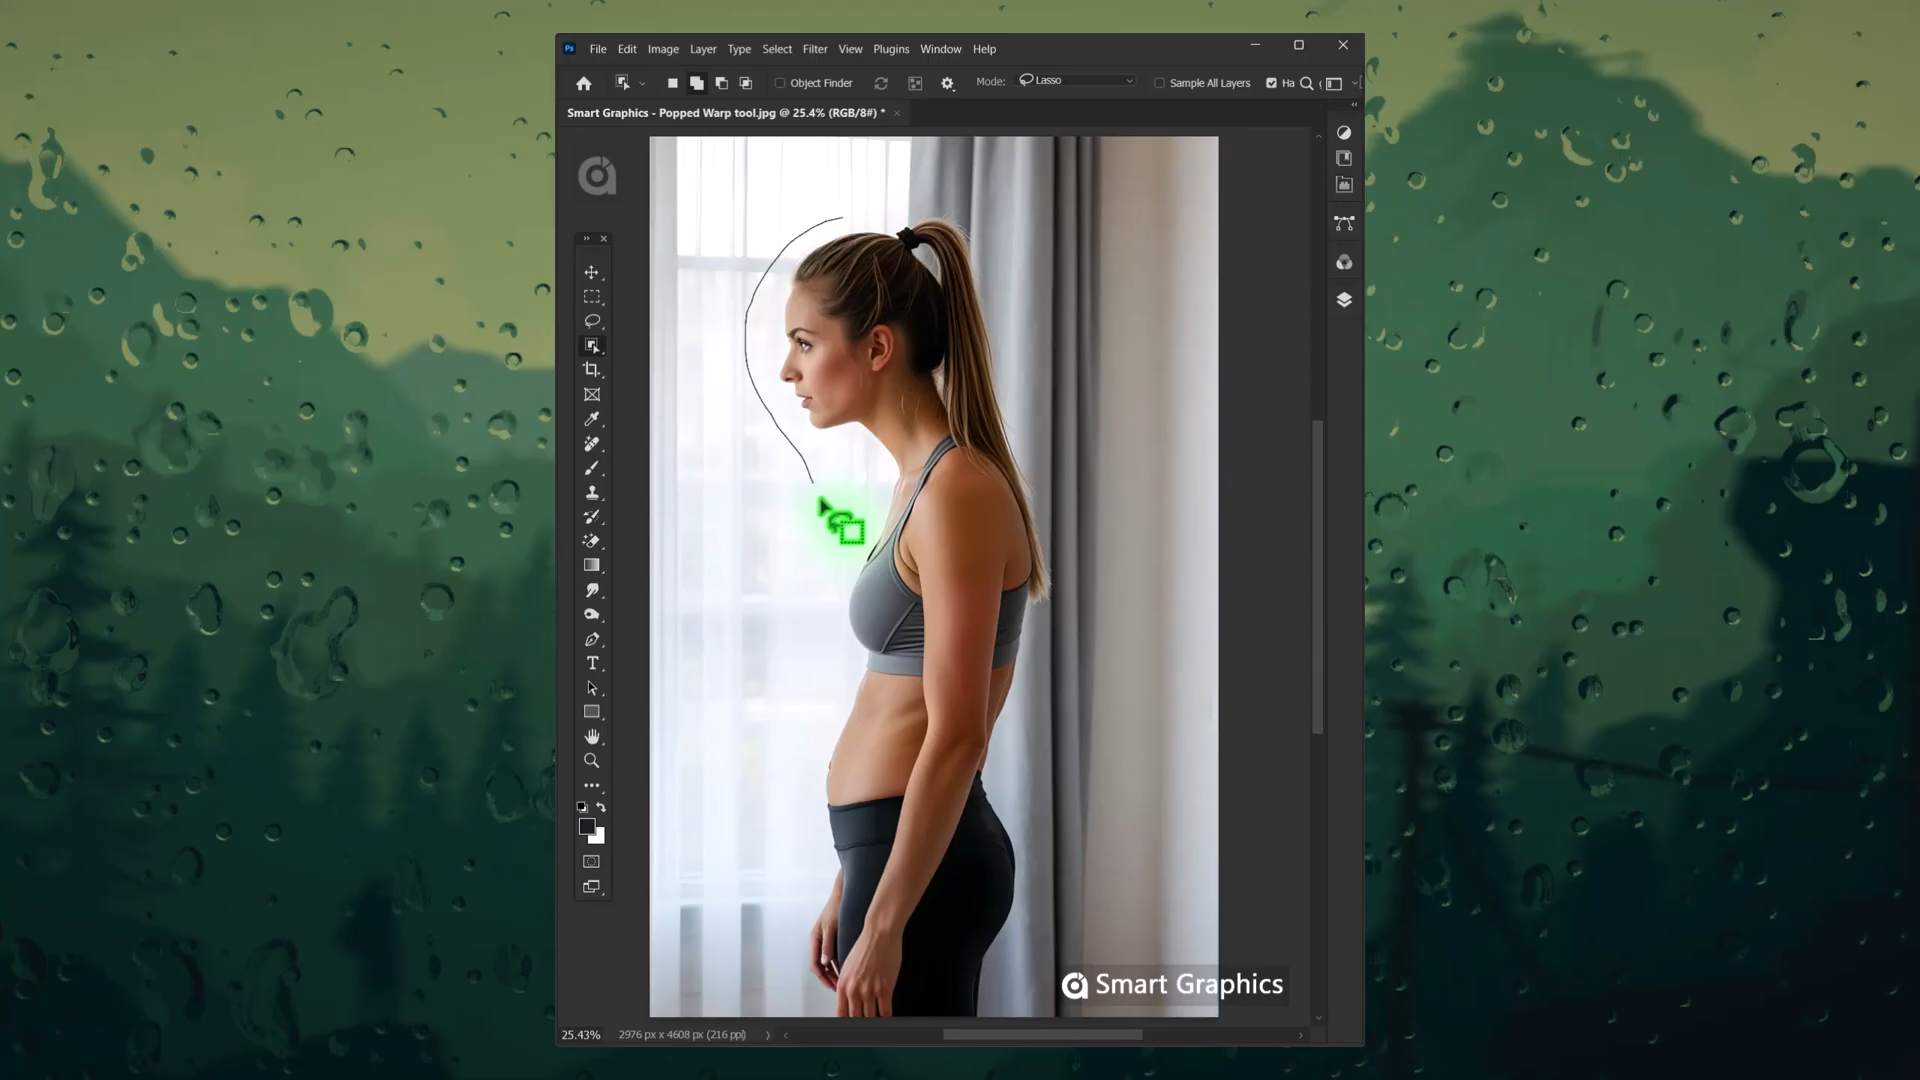 Ps File Edit Image Layer Type Select Filter View Plugins Window Help
Object Finder Mode: Lasso Sample All Layers Ha
Smart Graphics - Popped Warp tool.jpg @ 25.4% (RGB/8#) *
T
Smart Graphics
25.43% 2976 px x 4608 px (216 ppi)